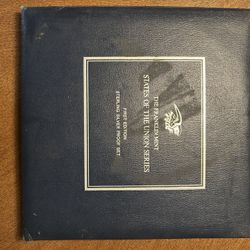 THE FRANKLIN MINT
STATES OF THE UNION SERIES
FIRST EDITION
STERLING SILVER PROOF SET